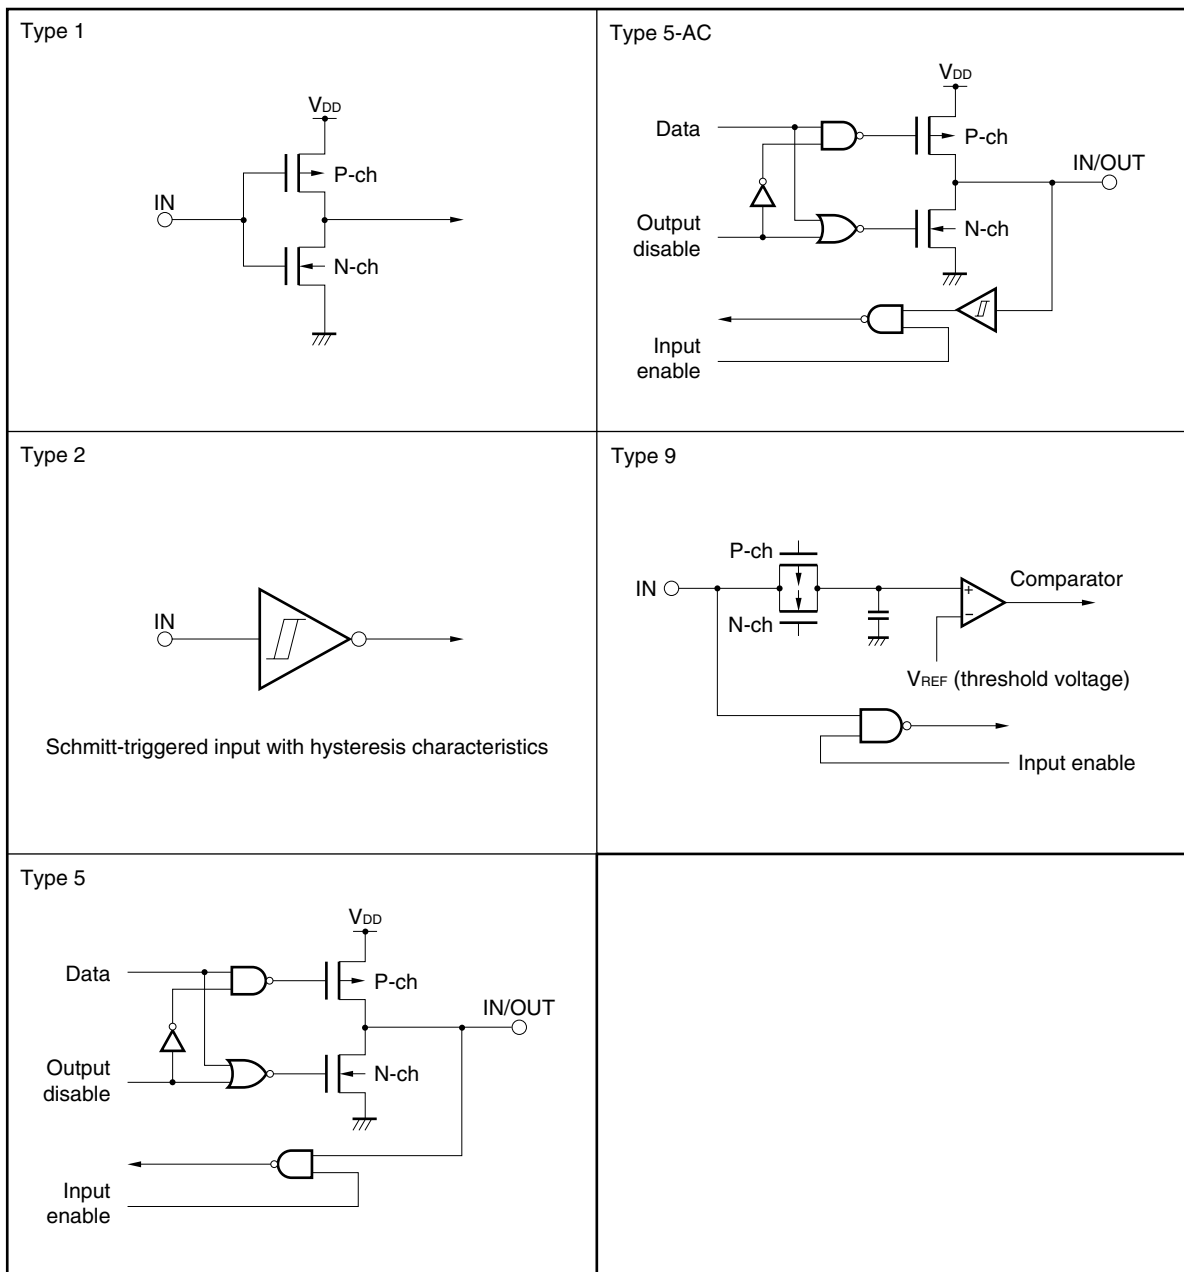 Type 1
VDD
P-ch
IN
N-ch
Type 5-AC
VDD
Data
P-ch
IN/OUT
Output
disable
N-ch
Input
enable
Type 2
IN
Schmitt-triggered input with hysteresis characteristics
Type 9
P-ch
IN
N-ch
Comparator
+
−
VREF (threshold voltage)
Input enable
Type 5
VDD
Data
P-ch
IN/OUT
Output
disable
N-ch
Input
enable